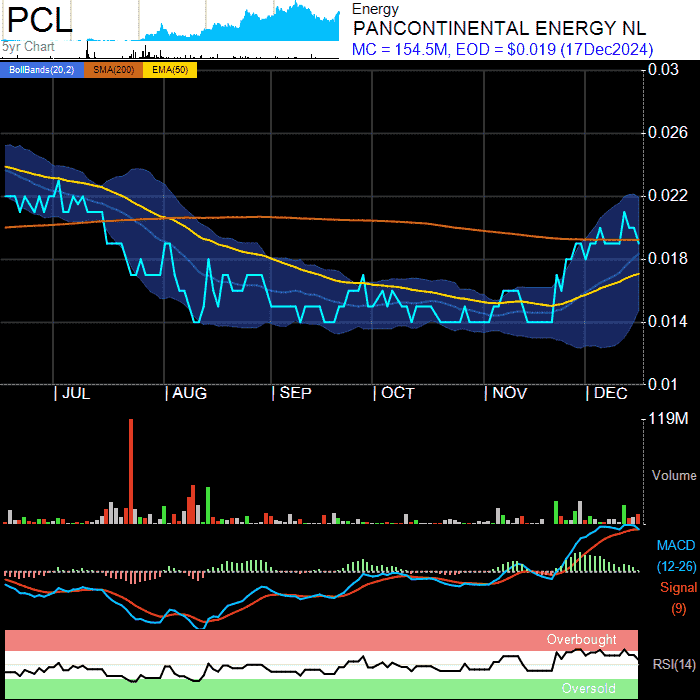 PCL
5yr Chart
Energy
PANCONTINENTAL ENERGY NL
MC = 154.5M, EOD = $0.019 (17Dec2024)
BollBands(20,2) SMA(200) EMA(50)
0.03
0.026
0.022
0.018
0.014
0.01
JUL AUG SEP OCT NOV DEC
119M
Volume
MACD
(12-26)
Signal
(9)
Overbought
RSI(14)
Oversold